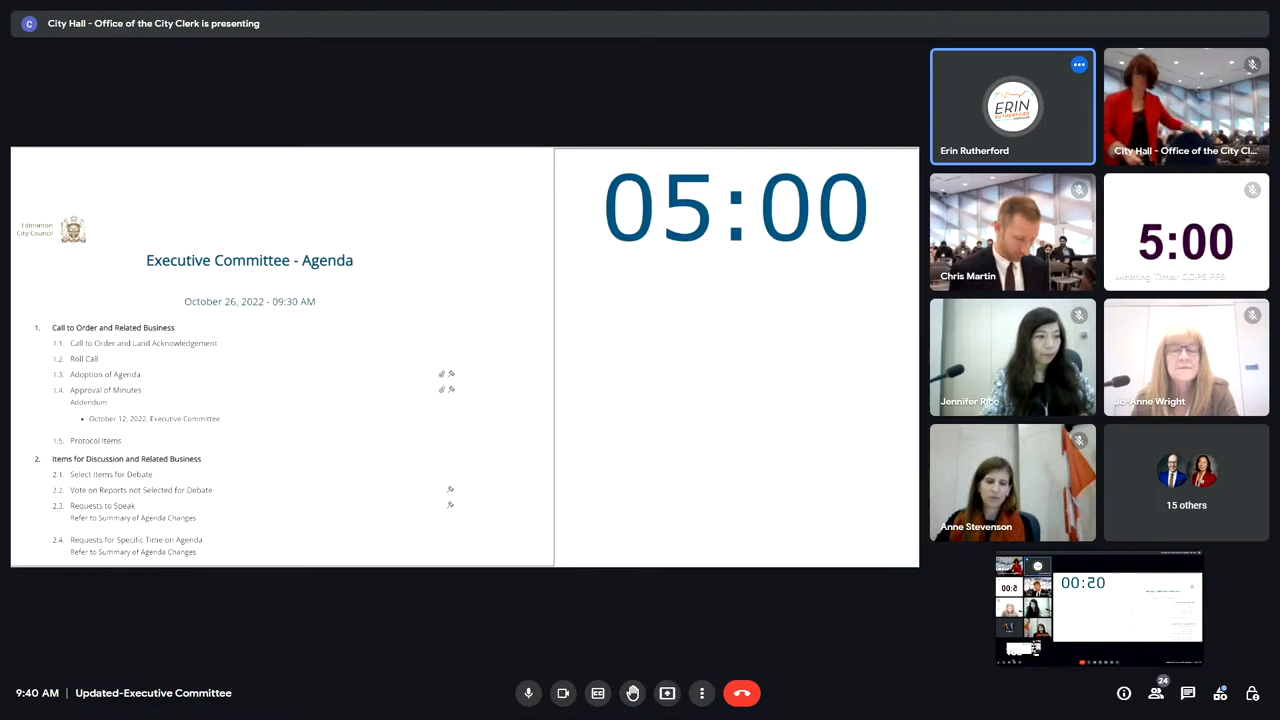 City Hall - Office of the City Clerk is presenting
Edmonton
City Council
Executive Committee - Agenda
October 26, 2022 - 09:30 AM
1. Call to Order and Related Business
1.1. Call to Order and Land Acknowledgement
1.2. Roll Call
1.3. Adoption of Agenda
1.4. Approval of Minutes
Addendum
• October 12, 2022, Executive Committee
1.5. Protocol Items
2. Items for Discussion and Related Business
2.1. Select Items for Debate
2.2. Vote on Reports not Selected for Debate
2.3. Requests to Speak
Refer to Summary of Agenda Changes
2.4. Requests for Specific Time on Agenda
Refer to Summary of Agenda Changes
05:00
ERIN
RUTHERFORD
Erin Rutherford
City Hall - Office of the City Cl...
Chris Martin
5:00
Meeting Timer
Jennifer Rice
Jo-Anne Wright
Anne Stevenson
15 others
9:40 AM | Updated-Executive Committee
24